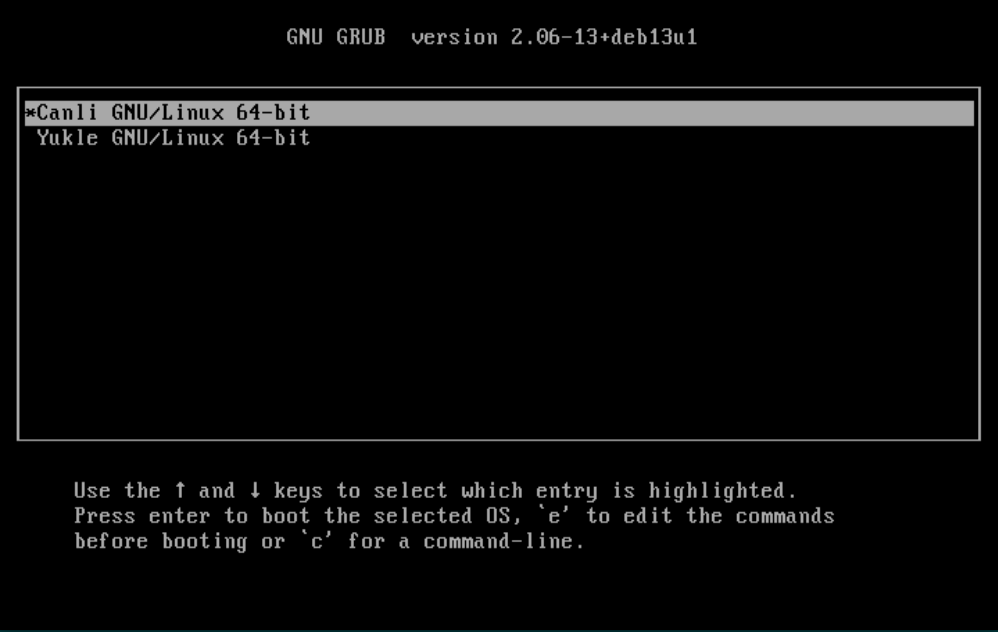 GNU GRUB  version 2.06-13+deb13u1
*Canli GNU/Linux 64-bit
Yukle GNU/Linux 64-bit
Use the ↑ and ↓ keys to select which entry is highlighted.
Press enter to boot the selected OS, `e' to edit the commands
before booting or `c' for a command-line.